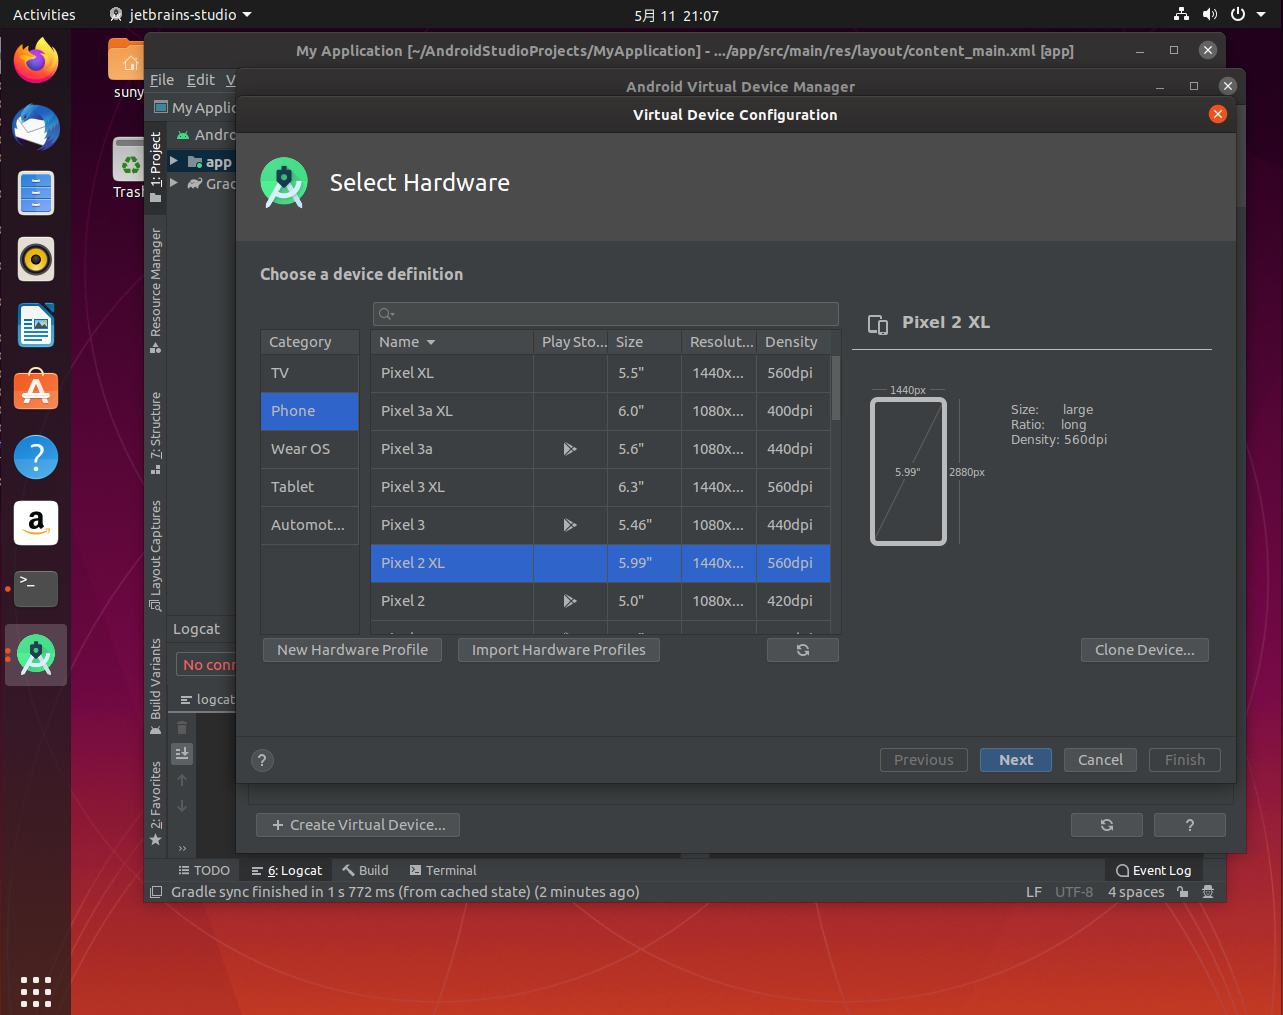 Activities
jetbrains-studio
5月 11 21:07
My Application [~/AndroidStudioProjects/MyApplication] - .../app/src/main/res/layout/content_main.xml [app]
File Edit V
Android Virtual Device Manager
suny
My Applic
Virtual Device Configuration
Andro
1: Project
app
Grac
Trash
Select Hardware
Resource Manager
Choose a device definition
Pixel 2 XL
Category
Name Play Sto... Size Resolut... Density
TV
Phone
Wear OS
Tablet
Automot...
Pixel XL 5.5" 1440x... 560dpi
Pixel 3a XL 6.0" 1080x... 400dpi
Pixel 3a 5.6" 1080x... 440dpi
Pixel 3 XL 6.3" 1440x... 560dpi
Pixel 3 5.46" 1080x... 440dpi
Pixel 2 XL 5.99" 1440x... 560dpi
Pixel 2 5.0" 1080x... 420dpi
1440px
5.99"
2880px
Size: large
Ratio: long
Density: 560dpi
7: Structure
Layout Captures
Logcat
New Hardware Profile
Import Hardware Profiles
Clone Device...
No conn
Build Variants
logcat
?
Previous
Next
Cancel
Finish
2: Favorites
+ Create Virtual Device...
?
TODO
6: Logcat
Build
Terminal
Event Log
Gradle sync finished in 1 s 772 ms (from cached state) (2 minutes ago)
LF UTF-8 4 spaces